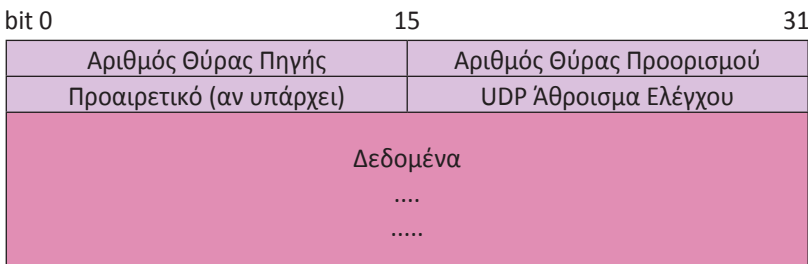 bit 0 15 31
Αριθμός Θύρας Πηγής Αριθμός Θύρας Προορισμού
Προαιρετικό (αν υπάρχει) UDP Άθροισμα Ελέγχου
Δεδομένα
....
.....